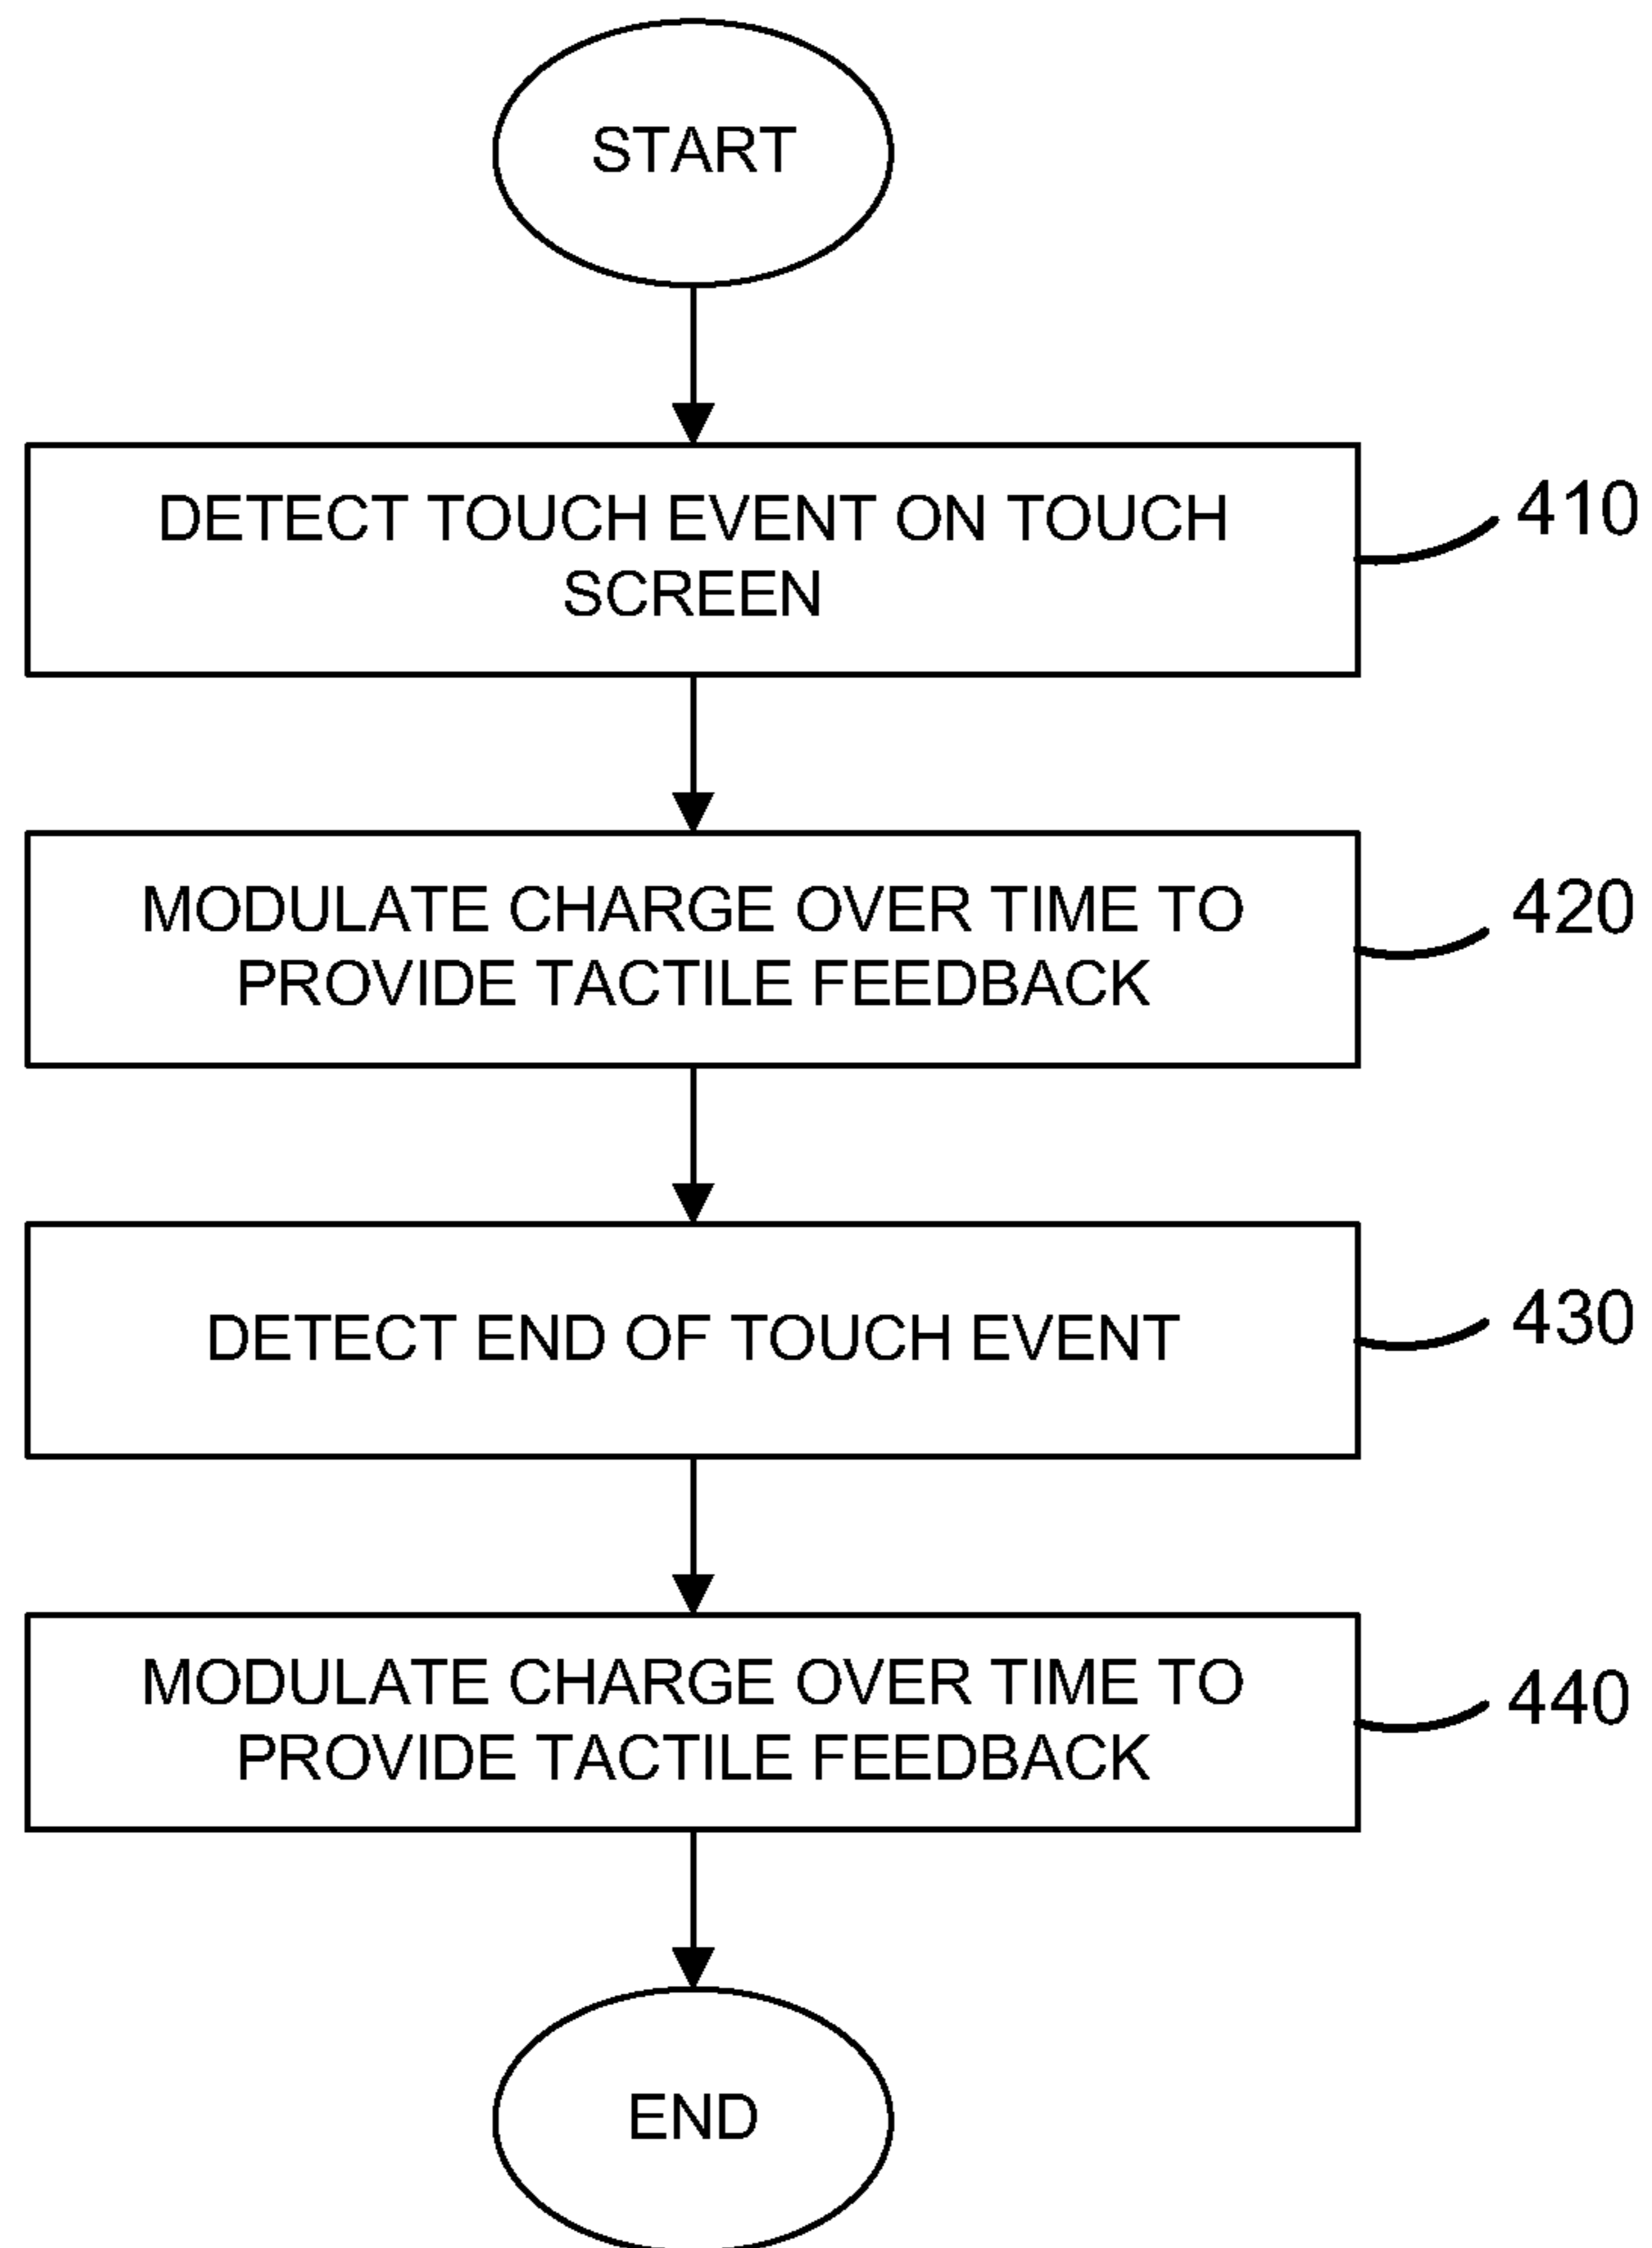 START
DETECT TOUCH EVENT ON TOUCH
SCREEN
410
MODULATE CHARGE OVER TIME TO
PROVIDE TACTILE FEEDBACK
420
DETECT END OF TOUCH EVENT
430
MODULATE CHARGE OVER TIME TO
PROVIDE TACTILE FEEDBACK
440
END